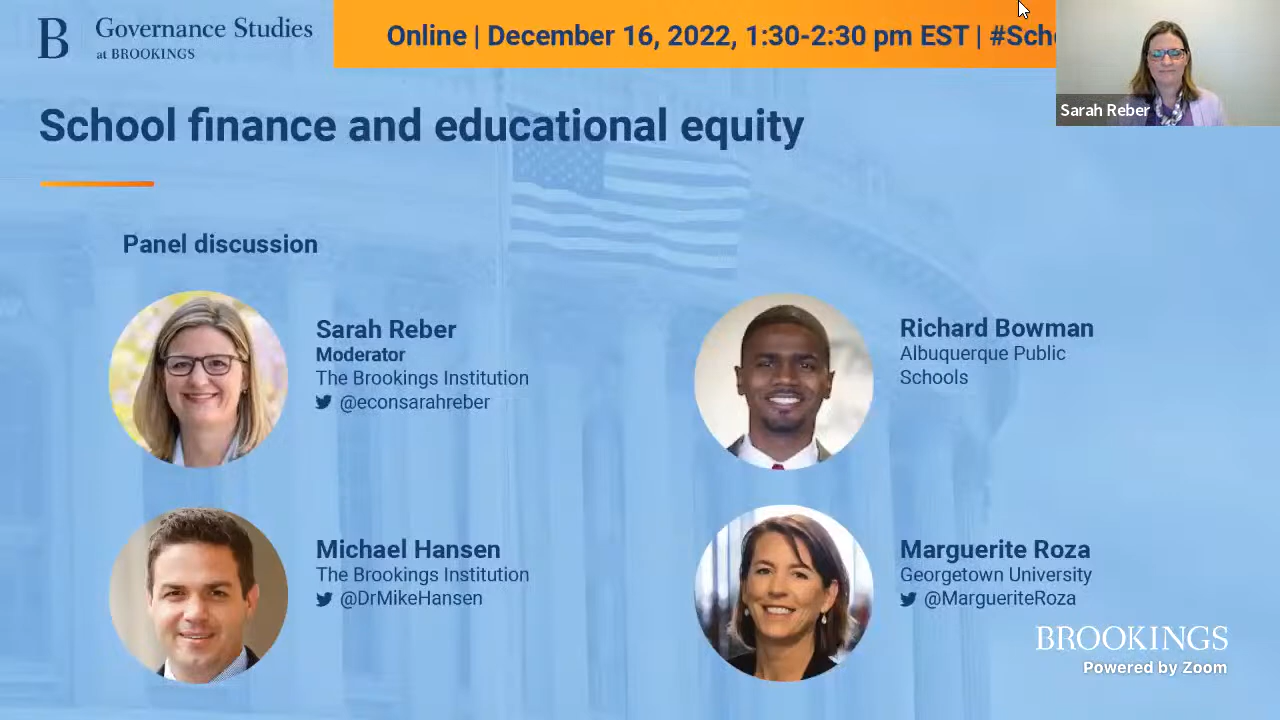 B Governance Studies
at BROOKINGS
Online | December 16, 2022, 1:30-2:30 pm EST |
Sarah Reber
School finance and educational equity
Panel discussion
Sarah Reber
Moderator
The Brookings Institution
@econsarahreber
Richard Bowman
Albuquerque Public
Schools
Michael Hansen
The Brookings Institution
@DrMikeHansen
Marguerite Roza
Georgetown University
@MargueriteRoza
BROOKINGS
Powered by Zoom